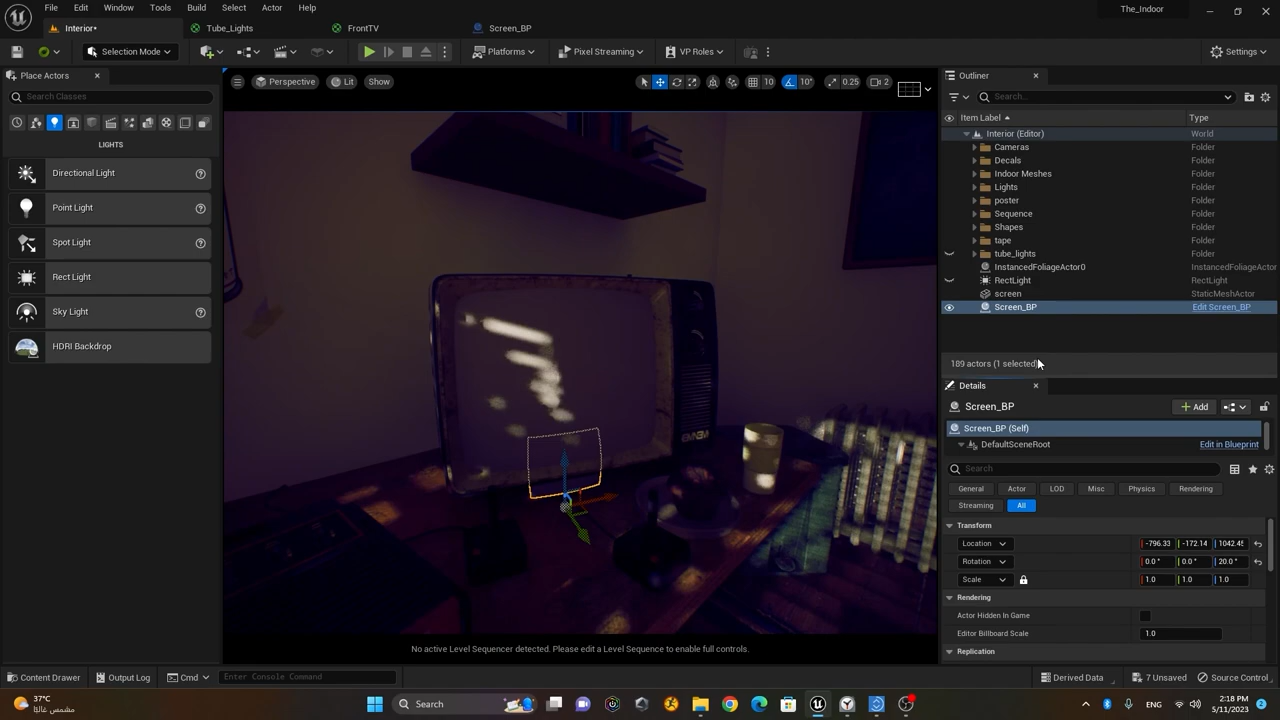 File Edit Window Tools Build Select Actor Help
The_Indoor
Interior•
Tube_Lights
FrontTV
Screen_BP
Selection Mode
Platforms
Pixel Streaming
VP Roles
Settings
Place Actors
Search Classes
LIGHTS
Directional Light
Point Light
Spot Light
Rect Light
Sky Light
HDRI Backdrop
Perspective Lit Show
10 10° 0.25 2
No active Level Sequencer detected. Please edit a Level Sequence to enable full controls.
Outliner
Search...
Item Label Type
Interior (Editor) World
Cameras Folder
Decals Folder
Indoor Meshes Folder
Lights Folder
poster Folder
Sequence Folder
Shapes Folder
tape Folder
tube_lights Folder
InstancedFoliageActor0 InstancedFoliageActor
RectLight RectLight
screen StaticMeshActor
Screen_BP Edit Screen_BP
189 actors (1 selected)
Details
Screen_BP
Add
Screen_BP (Self)
DefaultSceneRoot Edit in Blueprint
Search
General Actor LOD Misc Physics Rendering
Streaming All
Transform
Location -796.33 -172.14 1042.45
Rotation 0.0 ° 0.0 ° 20.0 °
Scale 1.0 1.0 1.0
Rendering
Actor Hidden In Game
Editor Billboard Scale 1.0
Replication
Content Drawer Output Log Cmd Enter Console Command
Derived Data 7 Unsaved Source Control
37°C
مشمس غالبًا
Search
ENG
2:18 PM
5/11/2023